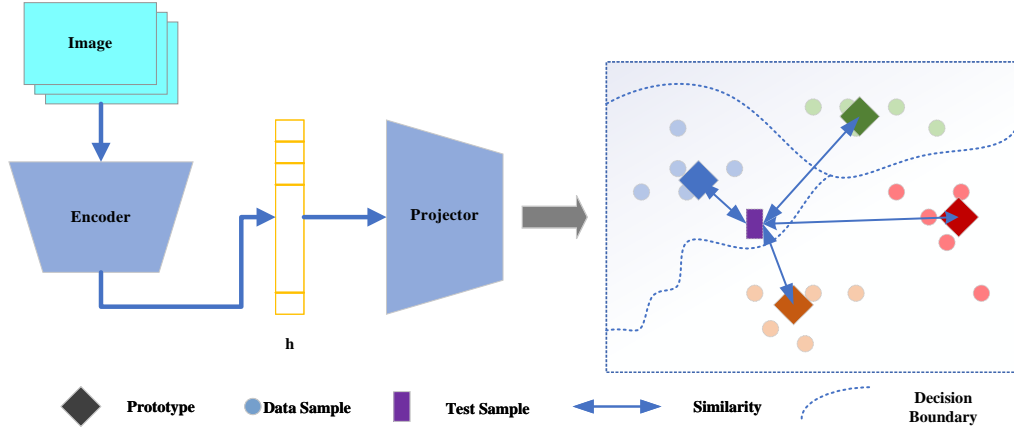 Image
Encoder
Projector
h
Prototype
Data Sample
Test Sample
Similarity
Decision
Boundary